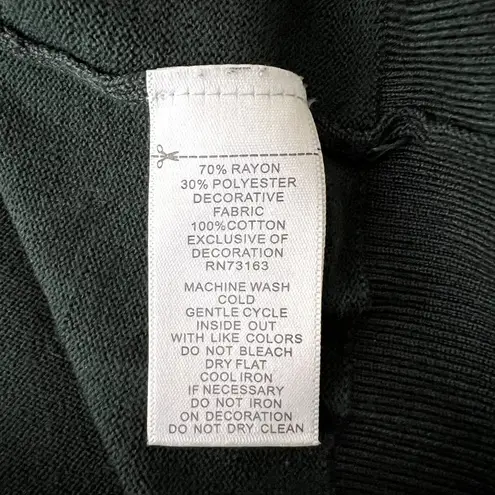 70% RAYON
30% POLYESTER
DECORATIVE
FABRIC
100%COTTON
EXCLUSIVE OF
DECORATION
RN73163
MACHINE WASH
COLD
GENTLE CYCLE
INSIDE OUT
WITH LIKE COLORS
DO NOT BLEACH
DRY FLAT
COOL IRON
IF NECESSARY
DO NOT IRON
ON DECORATION
DO NOT DRY CLEAN